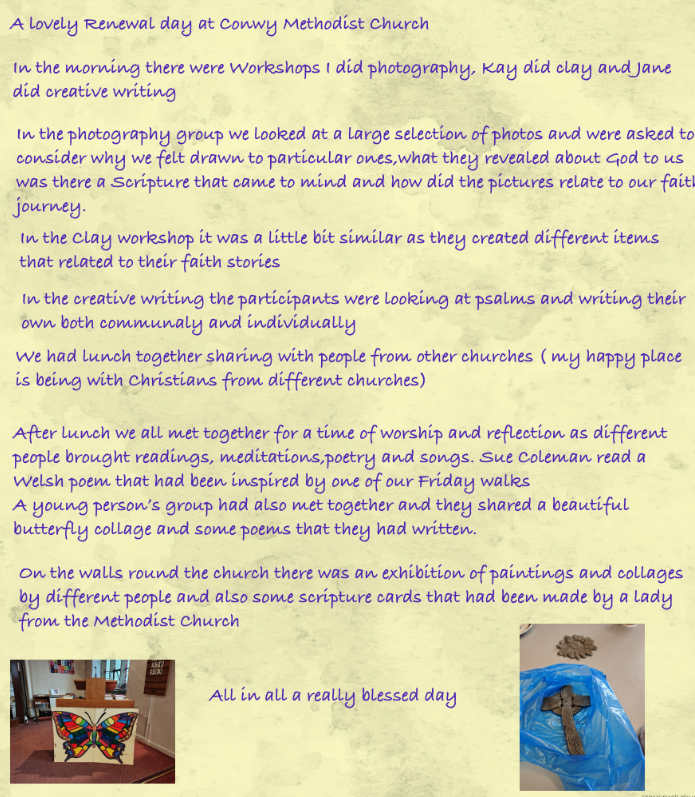 A lovely Renewal day at Conwy Methodist Church
In the morning there were Workshops I did photography, Kay did clay and Jane
did creative writing
In the photography group we looked at a large selection of photos and were asked to
consider why we felt drawn to particular ones,what they revealed about God to us
was there a Scripture that came to mind and how did the pictures relate to our faith
journey.
In the Clay workshop it was a little bit similar as they created different items
that related to their faith stories
In the creative writing the participants were looking at psalms and writing their
own both communaly and individually
We had lunch together sharing with people from other churches ( my happy place
is being with Christians from different churches)
After lunch we all met together for a time of worship and reflection as different
people brought readings, meditations,poetry and songs. Sue Coleman read a
Welsh poem that had been inspired by one of our Friday walks
A young person's group had also met together and they shared a beautiful
butterfly collage and some poems that they had written.
On the walls round the church there was an exhibition of paintings and collages
by different people and also some scripture cards that had been made by a lady
from the Methodist Church
All in all a really blessed day